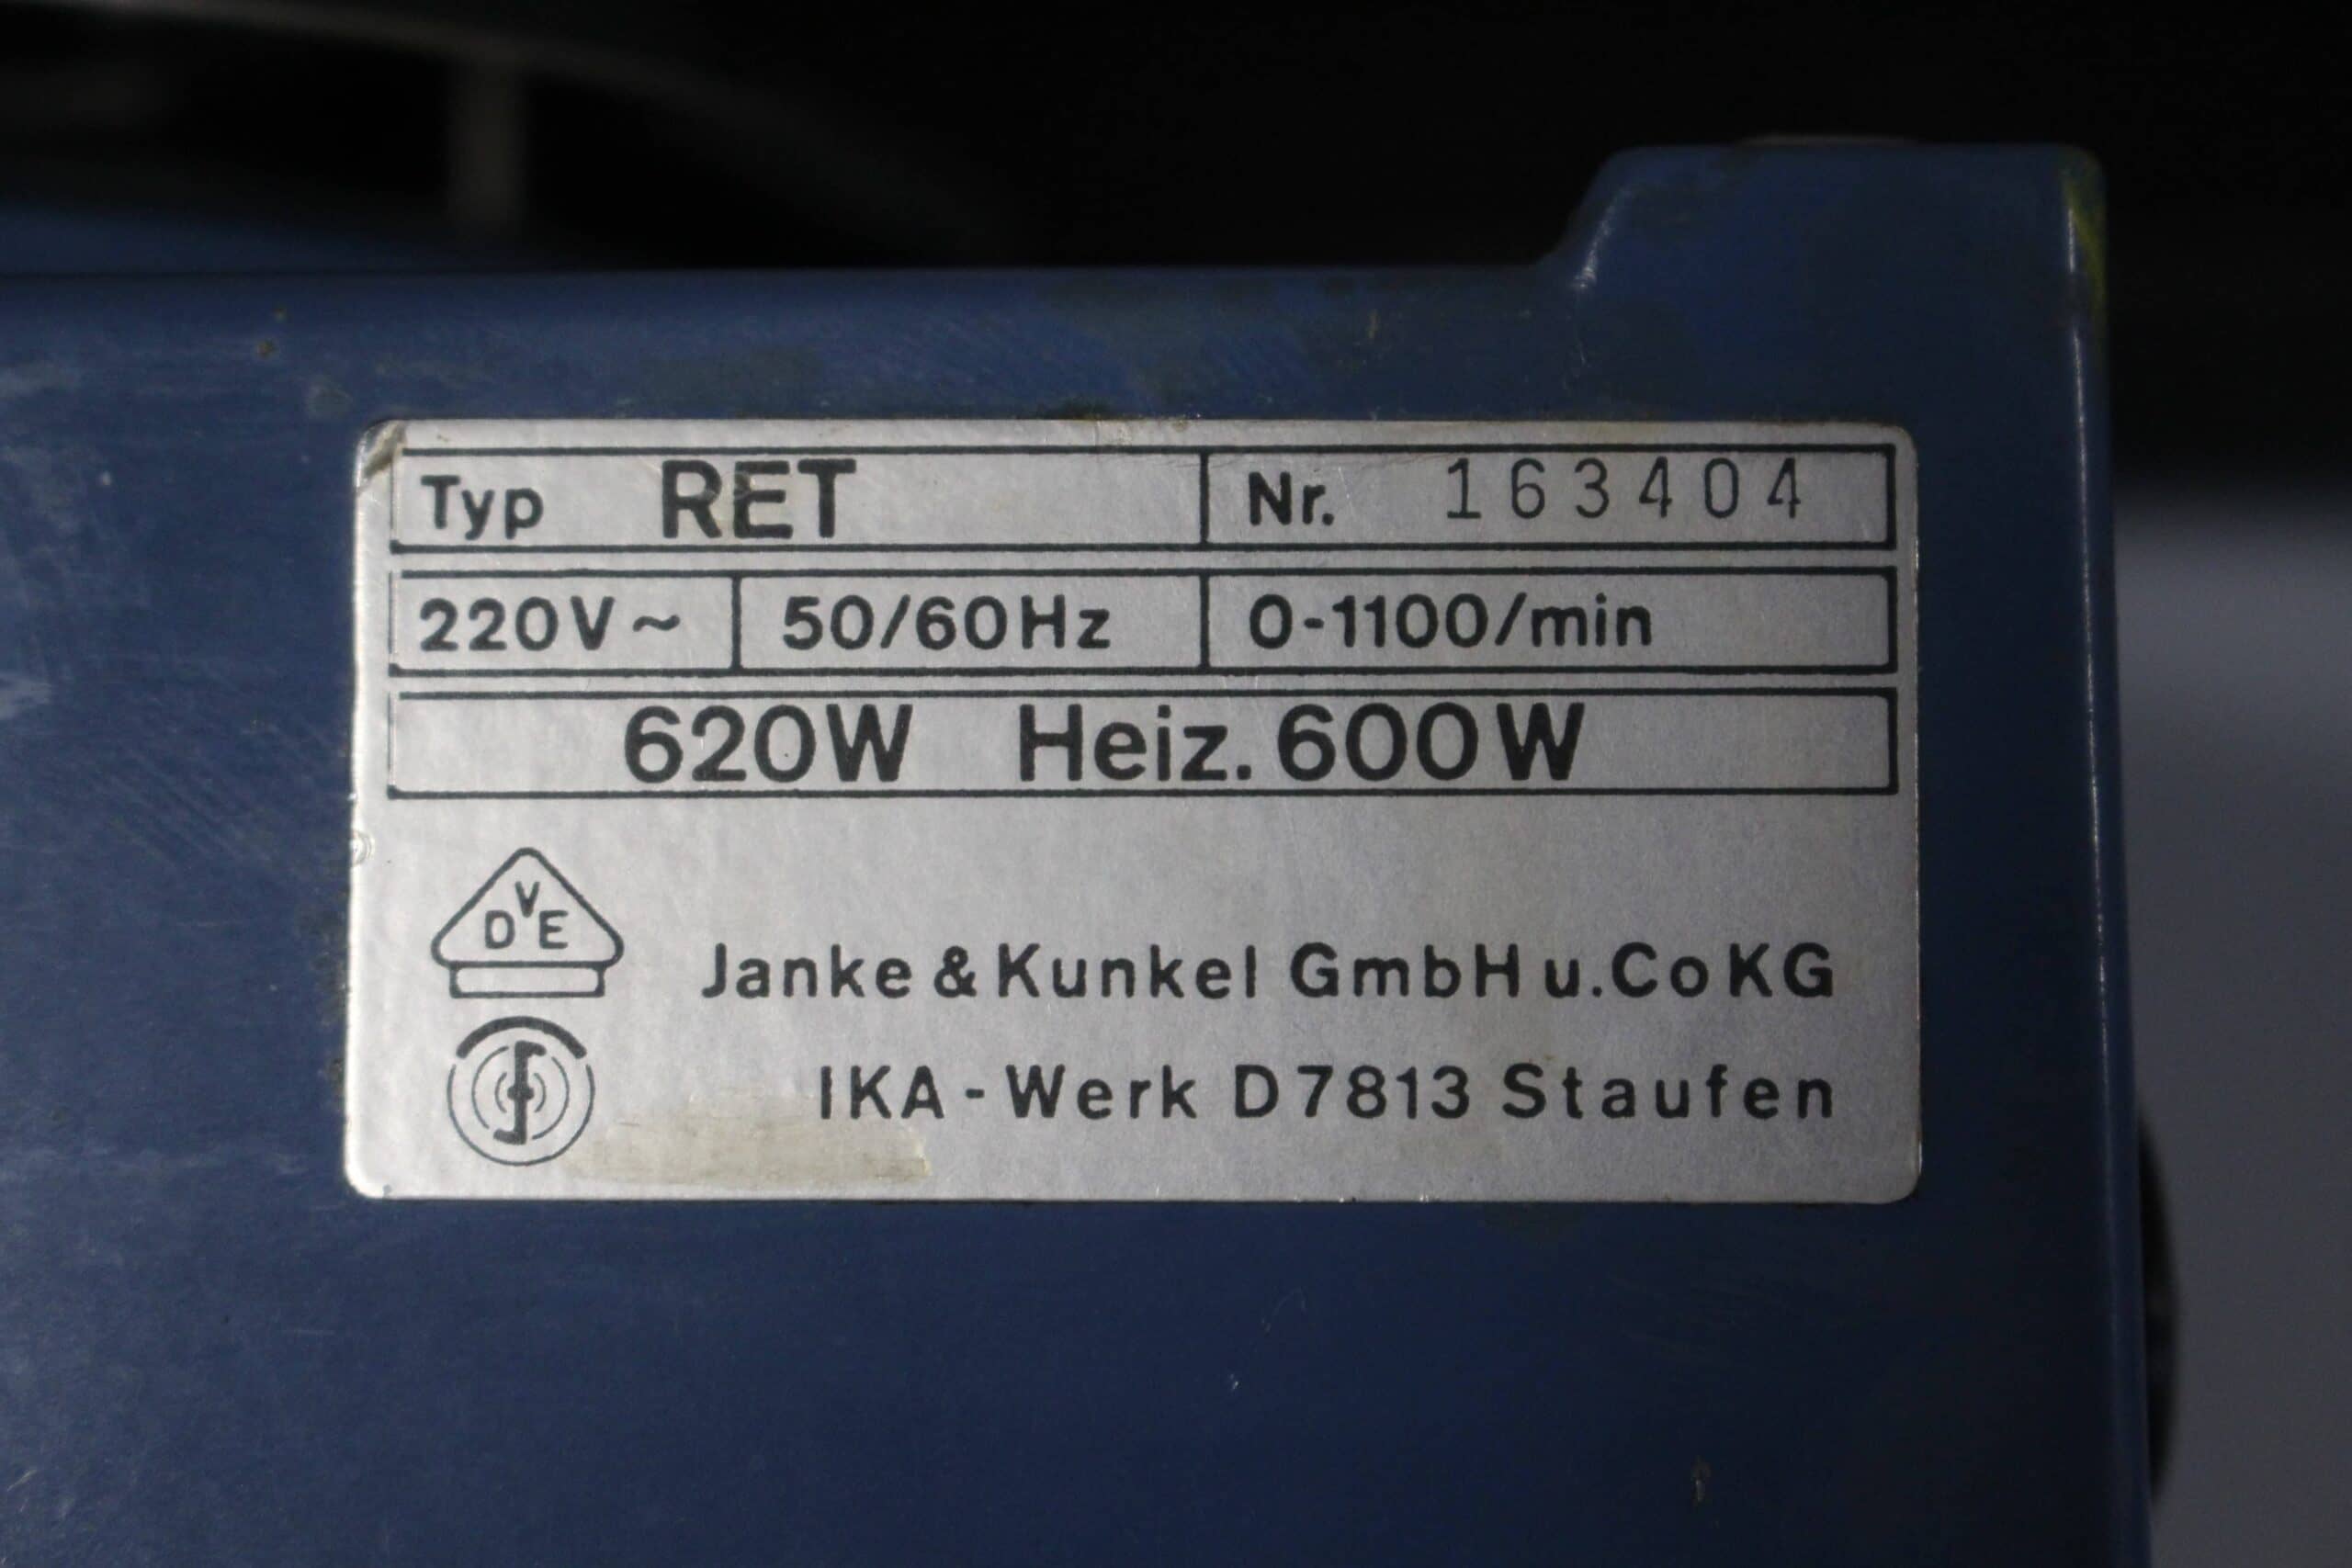 Typ RET Nr. 163404
220V~ 50/60Hz 0-1100/min
620W Heiz. 600W
DVE
Janke & Kunkel GmbH u. Co KG
IKA-Werk D7813 Staufen